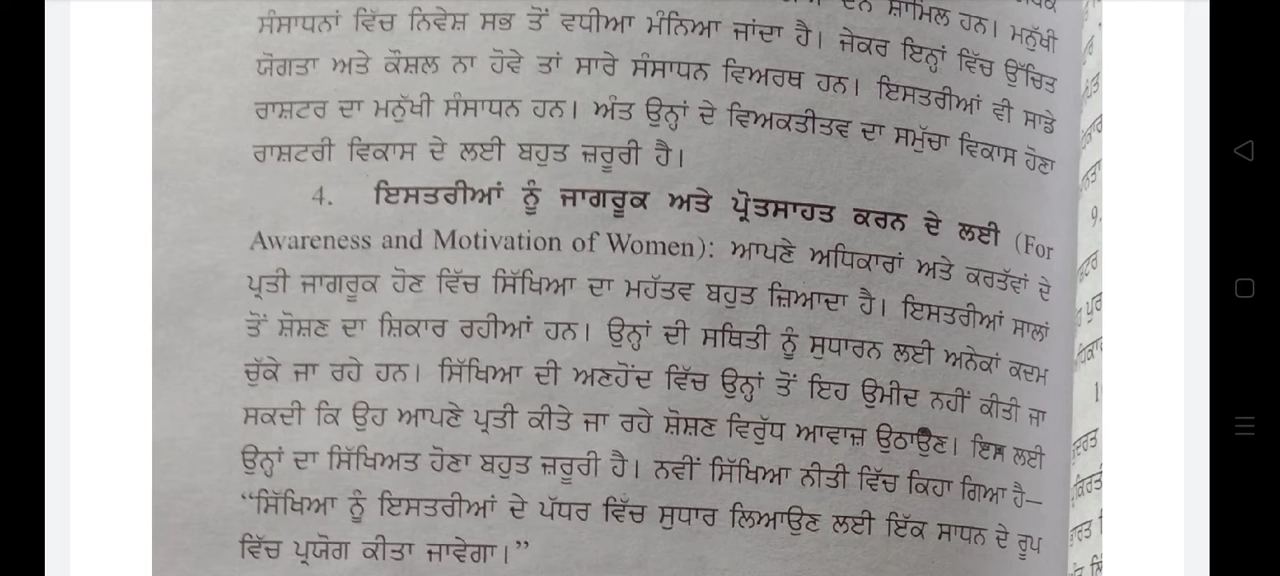 ਸ਼ਾਮਿਲ ਹਨ। ਮਨੁੱਖੀ
ਸੰਸਾਧਨਾਂ ਵਿੱਚ ਨਿਵੇਸ਼ ਸਭ ਤੋਂ ਵਧੀਆ ਮੰਨਿਆ ਜਾਂਦਾ ਹੈ। ਜੇਕਰ ਇਨ੍ਹਾਂ ਵਿੱਚ ਉੱਚਿਤ
ਯੋਗਤਾ ਅਤੇ ਕੌਸ਼ਲ ਨਾ ਹੋਵੇ ਤਾਂ ਸਾਰੇ ਸੰਸਾਧਨ ਵਿਅਰਥ ਹਨ। ਇਸਤਰੀਆਂ ਵੀ ਸਾਡੇ
ਰਾਸ਼ਟਰ ਦਾ ਮਨੁੱਖੀ ਸੰਸਾਧਨ ਹਨ। ਅੰਤ ਉਨ੍ਹਾਂ ਦੇ ਵਿਅਕਤੀਤਵ ਦਾ ਸਮੁੱਚਾ ਵਿਕਾਸ ਹੋਣਾ
ਰਾਸ਼ਟਰੀ ਵਿਕਾਸ ਦੇ ਲਈ ਬਹੁਤ ਜ਼ਰੂਰੀ ਹੈ।
4. ਇਸਤਰੀਆਂ ਨੂੰ ਜਾਗਰੂਕ ਅਤੇ ਪ੍ਰੋਤਸਾਹਤ ਕਰਨ ਦੇ ਲਈ (For
Awareness and Motivation of Women): ਆਪਣੇ ਅਧਿਕਾਰਾਂ ਅਤੇ ਕਰਤੱਵਾਂ ਦੇ
ਪ੍ਰਤੀ ਜਾਗਰੂਕ ਹੋਣ ਵਿੱਚ ਸਿੱਖਿਆ ਦਾ ਮਹੱਤਵ ਬਹੁਤ ਜ਼ਿਆਦਾ ਹੈ। ਇਸਤਰੀਆਂ ਸਾਲਾਂ
ਤੋਂ ਸ਼ੋਸ਼ਣ ਦਾ ਸ਼ਿਕਾਰ ਰਹੀਆਂ ਹਨ। ਉਨ੍ਹਾਂ ਦੀ ਸਥਿਤੀ ਨੂੰ ਸੁਧਾਰਨ ਲਈ ਅਨੇਕਾਂ ਕਦਮ
ਚੁੱਕੇ ਜਾ ਰਹੇ ਹਨ। ਸਿੱਖਿਆ ਦੀ ਅਣਹੋਂਦ ਵਿੱਚ ਉਨ੍ਹਾਂ ਤੋਂ ਇਹ ਉਮੀਦ ਨਹੀਂ ਕੀਤੀ ਜਾ
ਸਕਦੀ ਕਿ ਉਹ ਆਪਣੇ ਪ੍ਰਤੀ ਕੀਤੇ ਜਾ ਰਹੇ ਸ਼ੋਸ਼ਣ ਵਿਰੁੱਧ ਆਵਾਜ਼ ਉਠਾਉਣ। ਇਸ ਲਈ
ਉਨ੍ਹਾਂ ਦਾ ਸਿੱਖਿਅਤ ਹੋਣਾ ਬਹੁਤ ਜ਼ਰੂਰੀ ਹੈ। ਨਵੀਂ ਸਿੱਖਿਆ ਨੀਤੀ ਵਿੱਚ ਕਿਹਾ ਗਿਆ ਹੈ—
“ਸਿੱਖਿਆ ਨੂੰ ਇਸਤਰੀਆਂ ਦੇ ਪੱਧਰ ਵਿੱਚ ਸੁਧਾਰ ਲਿਆਉਣ ਲਈ ਇੱਕ ਸਾਧਨ ਦੇ ਰੂਪ
ਵਿੱਚ ਪ੍ਰਯੋਗ ਕੀਤਾ ਜਾਵੇਗਾ।”
9.